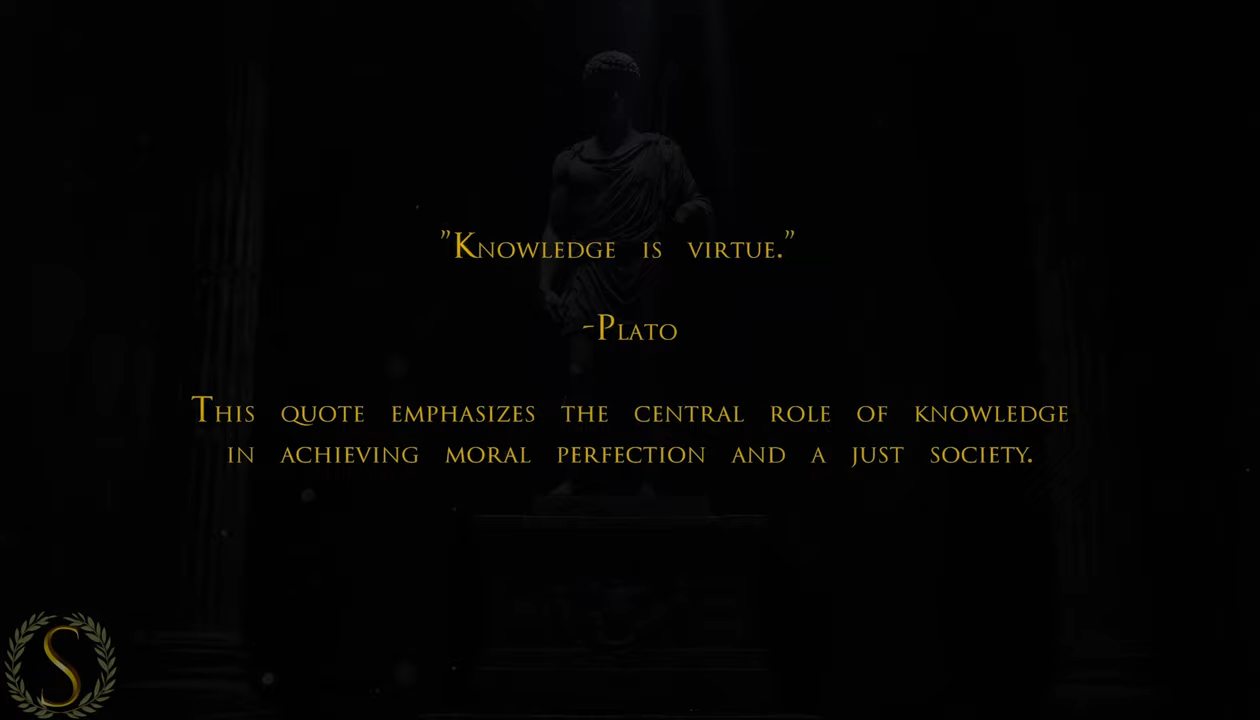 "Knowledge is virtue."
-Plato
This quote emphasizes the central role of knowledge
in achieving moral perfection and a just society.
S